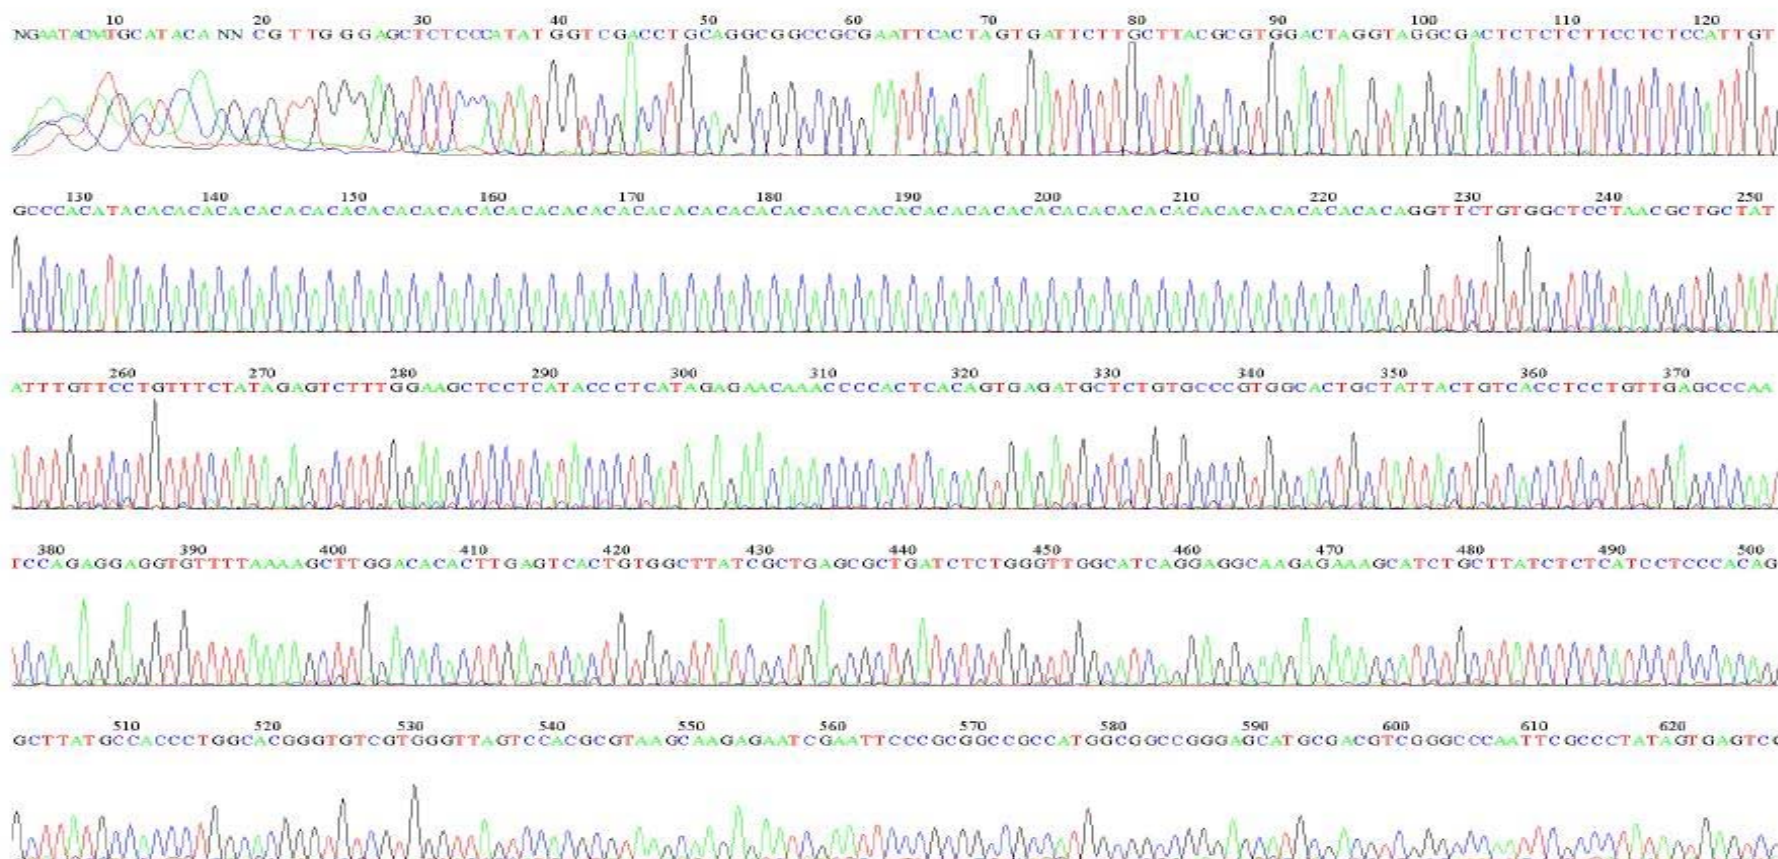 10 20 30 40 50 60 70 80 90 100 110 120
NGAATACAATGCATACANNCGTTGGGAGCTCTCCCATATGGTCGACCTGCAGGCGGCCGCGAATTCACTAGTGATTCTTGCTTACGCGTGGACTAGGTAGGCGACTCTCTCTTCCTCTCCATTGT
130 140 150 160 170 180 190 200 210 220 230 240 250
GCCCACATACACACACACACACACACACACACACACACACACACACACACACACACACACACACACACACACACACACACACACACACACACACACACACAGGTTCTGTGGCTCCTAACGCTGCTAT
260 270 280 290 300 310 320 330 340 350 360 370
ATTTGTTCCTGTTTCTATAGAGTCTTTGGAAGCTCCTCATACCCTCATAGAGAACAAACCCCACTCACAGTGAGATGCTCTGTGCCCGTGGCACTGCTATTACTGTCACCTCCTGTTGAGCCCAA
380 390 400 410 420 430 440 450 460 470 480 490 500
TCCAGAGGAGGTGTTTTAAAAGCTTGGACACACTTGAGTCACTGTGGCTTATCGCTGAGCGCTGATCTCTGGGTTGGCATCAGGAGGCAAGAGAAAGCATCTGCTTATCTCTCATCCTCCCACAG
510 520 530 540 550 560 570 580 590 600 610 620
GCTTATGCCACCCTGGCACGGGTGTCGTGGGTTAGTCCACGCGTAAGCAAGAGAATCGAATTCCCGCGGCCGCCATGGCGGCCGGGAGCATGCGACGTCGGGCCCAATTCGCCCTATAGTGAGTCG